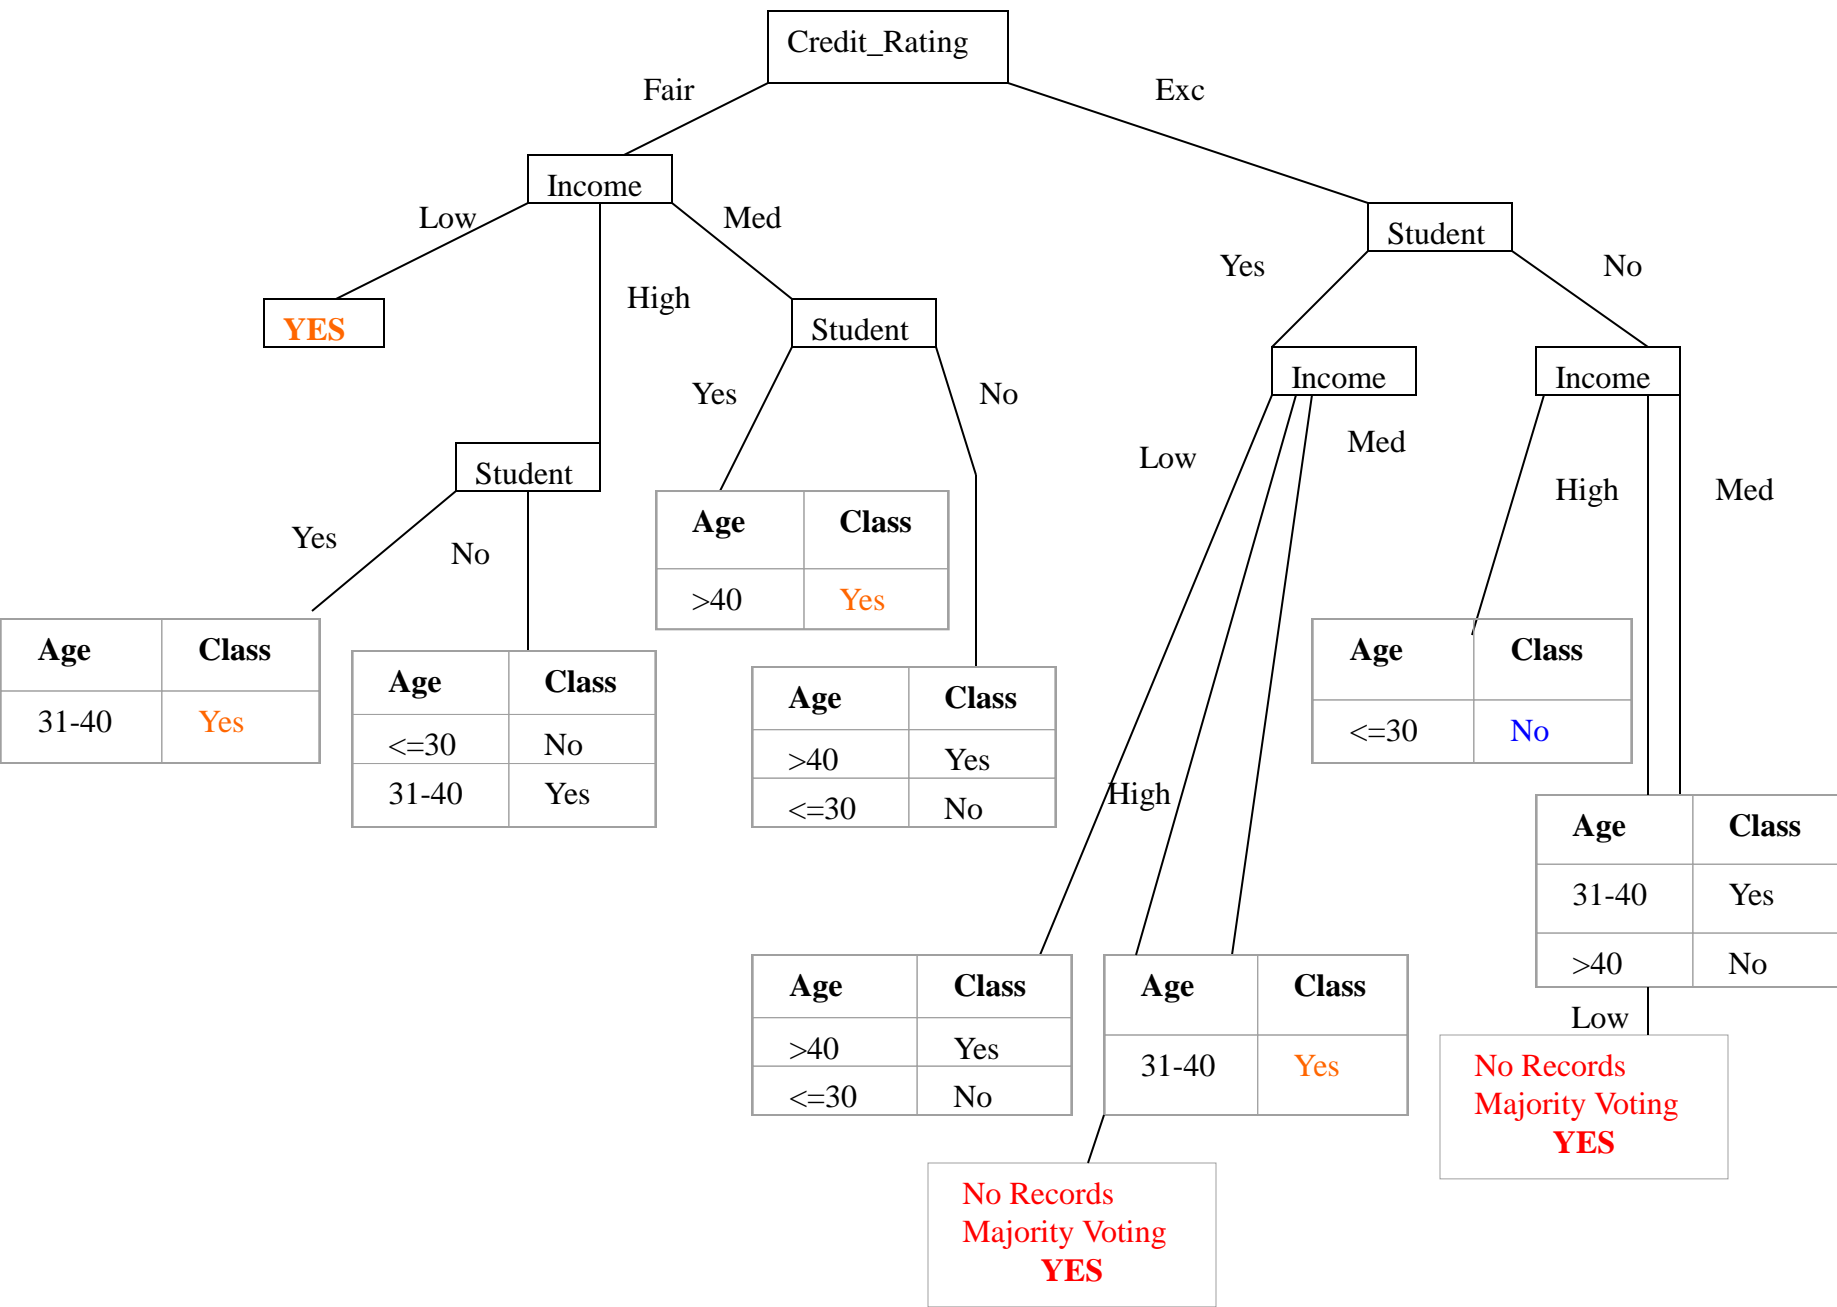 Credit_Rating
Fair
Exc
Income
Low
Med
Student
Yes
No
YES
High
Student
Yes
No
Income
Income
Low
Med
High
Med
Student
Yes
No
Age Class
>40 Yes
Age Class
31-40 Yes
Age Class
<=30 No
31-40 Yes
Age Class
>40 Yes
<=30 No
High
Age Class
<=30 No
Age Class
31-40 Yes
>40 No
Low
Age Class
>40 Yes
<=30 No
Age Class
31-40 Yes
No Records
Majority Voting
YES
No Records
Majority Voting
YES